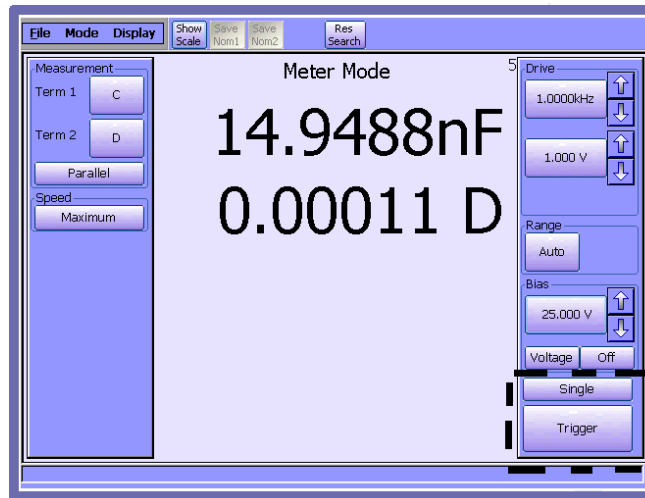 File Mode Display Show Scale Save Nom1 Save Nom2 Res Search
Measurement
Term 1 C
Term 2 D
Parallel
Speed
Maximum
Meter Mode
5
14.9488nF
0.00011 D
Drive
1.0000kHz
1.000 V
Range
Auto
Bias
25.000 V
Voltage Off
Single
Trigger